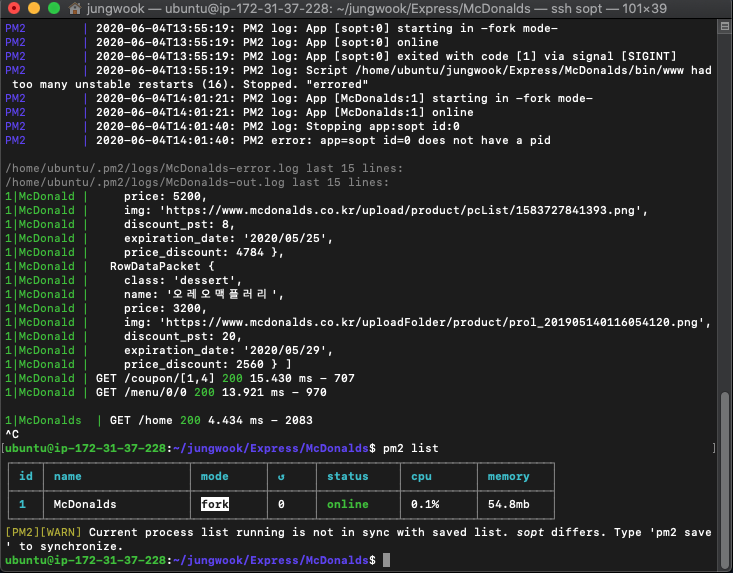 jungwook — ubuntu@ip-172-31-37-228: ~/jungwook/Express/McDonalds — ssh sopt — 101×39
PM2 | 2020-06-04T13:55:19: PM2 log: App [sopt:0] starting in -fork mode-
PM2 | 2020-06-04T13:55:19: PM2 log: App [sopt:0] online
PM2 | 2020-06-04T13:55:19: PM2 log: App [sopt:0] exited with code [1] via signal [SIGINT]
PM2 | 2020-06-04T13:55:19: PM2 log: Script /home/ubuntu/jungwook/Express/McDonalds/bin/www had
too many unstable restarts (16). Stopped. "errored"
PM2 | 2020-06-04T14:01:21: PM2 log: App [McDonalds:1] starting in -fork mode-
PM2 | 2020-06-04T14:01:21: PM2 log: App [McDonalds:1] online
PM2 | 2020-06-04T14:01:40: PM2 log: Stopping app:sopt id:0
PM2 | 2020-06-04T14:01:40: PM2 error: app=sopt id=0 does not have a pid
/home/ubuntu/.pm2/logs/McDonalds-error.log last 15 lines:
/home/ubuntu/.pm2/logs/McDonalds-out.log last 15 lines:
1|McDonald | price: 5200,
1|McDonald | img: 'https://www.mcdonalds.co.kr/upload/product/pcList/1583727841393.png',
1|McDonald | discount_pst: 8,
1|McDonald | expiration_date: '2020/05/25',
1|McDonald | price_discount: 4784 },
1|McDonald | RowDataPacket {
1|McDonald | class: 'dessert',
1|McDonald | name: '오레오맥플러리',
1|McDonald | price: 3200,
1|McDonald | img: 'https://www.mcdonalds.co.kr/uploadFolder/product/prol_201905140116054120.png',
1|McDonald | discount_pst: 20,
1|McDonald | expiration_date: '2020/05/29',
1|McDonald | price_discount: 2560 } ]
1|McDonald | GET /coupon/[1,4] 200 15.430 ms - 707
1|McDonald | GET /menu/0/0 200 13.921 ms - 970
1|McDonalds | GET /home 200 4.434 ms - 2083
^C
[ubuntu@ip-172-31-37-228:~/jungwook/Express/McDonalds$ pm2 list ]
id name mode ↺ status cpu memory
1 McDonalds fork 0 online 0.1% 54.8mb
[PM2][WARN] Current process list running is not in sync with saved list. sopt differs. Type 'pm2 save
' to synchronize.
ubuntu@ip-172-31-37-228:~/jungwook/Express/McDonalds$